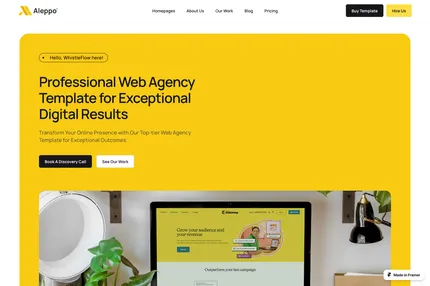 Aleppo
Homepages
About Us
Our Work
Blog
Pricing
Buy Template
Hire Us
Hello, WhistleFlow here!
Professional Web Agency
Template for Exceptional
Digital Results
Transform Your Online Presence with Our Top-tier Web Agency
Template for Exceptional Outcomes.
Book A Discovery Call
See Our Work
Grow your audience and
your revenue
Made in Framer